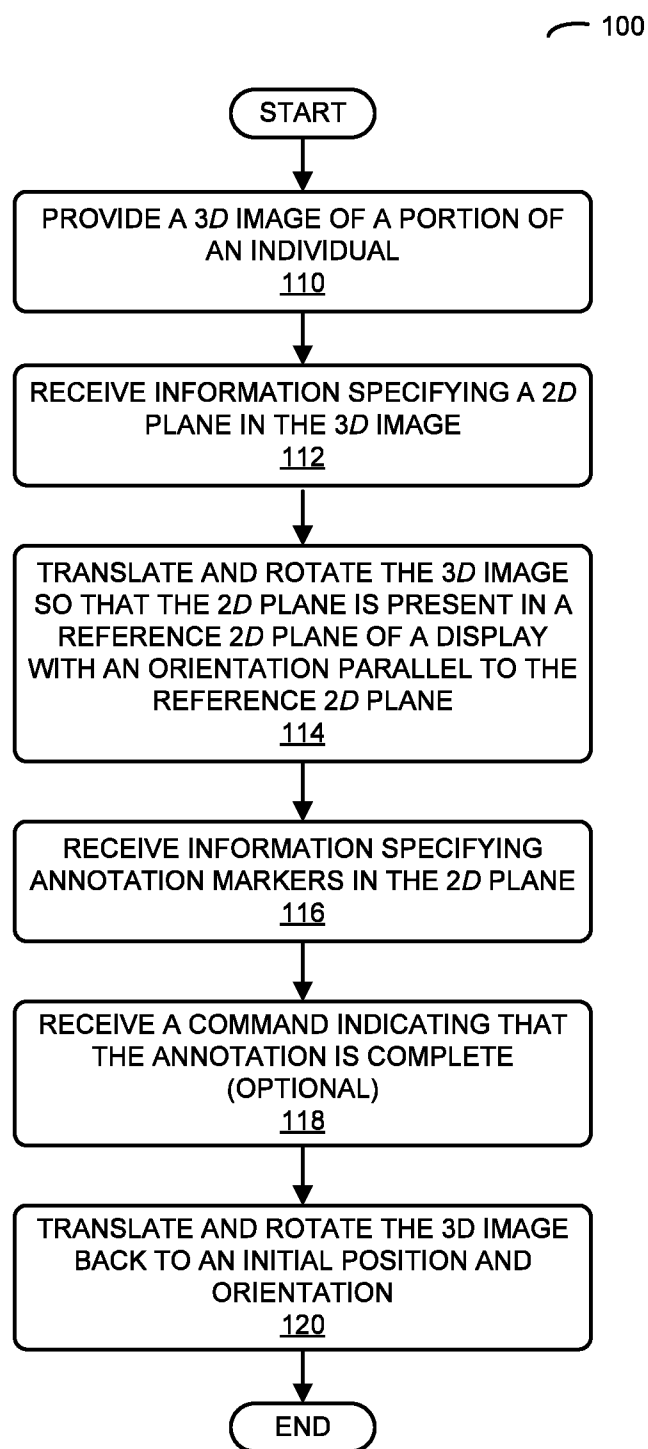 100
START
PROVIDE A 3D IMAGE OF A PORTION OF
AN INDIVIDUAL
110
RECEIVE INFORMATION SPECIFYING A 2D
PLANE IN THE 3D IMAGE
112
TRANSLATE AND ROTATE THE 3D IMAGE
SO THAT THE 2D PLANE IS PRESENT IN A
REFERENCE 2D PLANE OF A DISPLAY
WITH AN ORIENTATION PARALLEL TO THE
REFERENCE 2D PLANE
114
RECEIVE INFORMATION SPECIFYING
ANNOTATION MARKERS IN THE 2D PLANE
116
RECEIVE A COMMAND INDICATING THAT
THE ANNOTATION IS COMPLETE
(OPTIONAL)
118
TRANSLATE AND ROTATE THE 3D IMAGE
BACK TO AN INITIAL POSITION AND
ORIENTATION
120
END